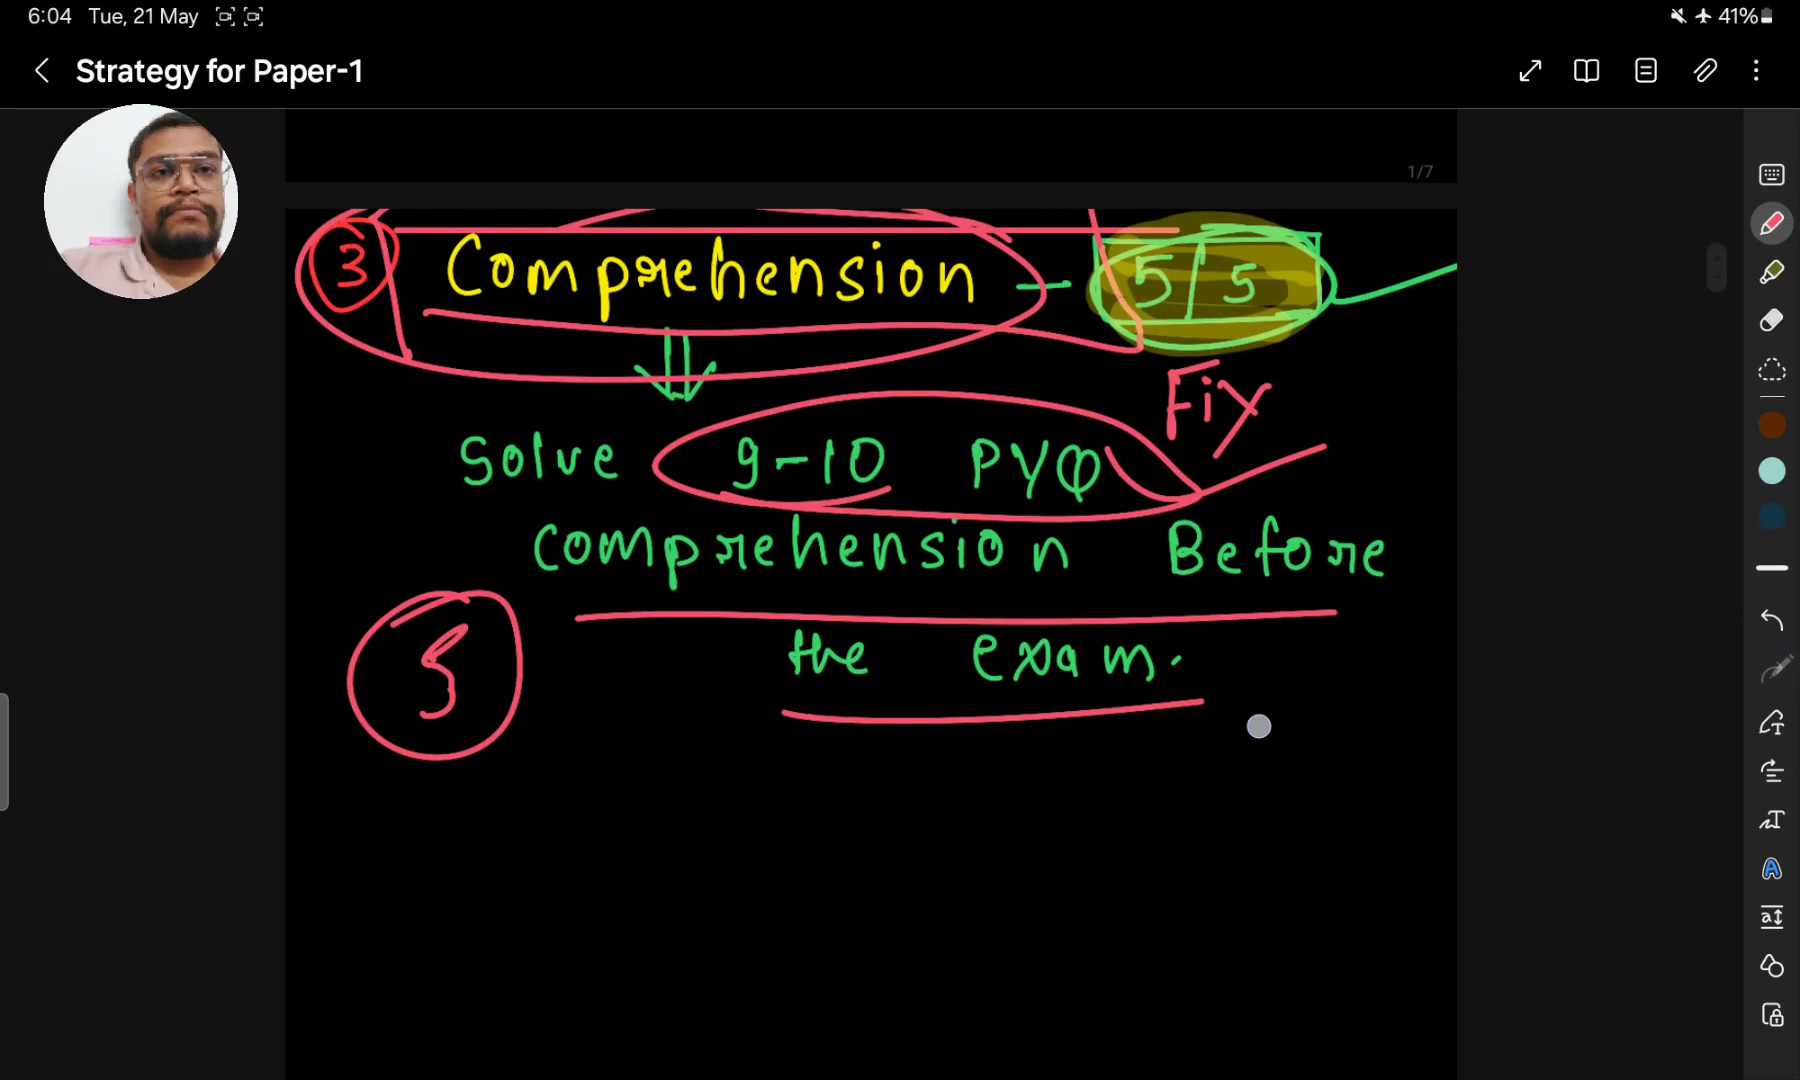 6:04 Tue, 21 May 41%
Strategy for Paper-1
1/7
3 Comprehension - 5/5
Fix
Solve 9-10 PYQ
Comprehension Before
the exam.